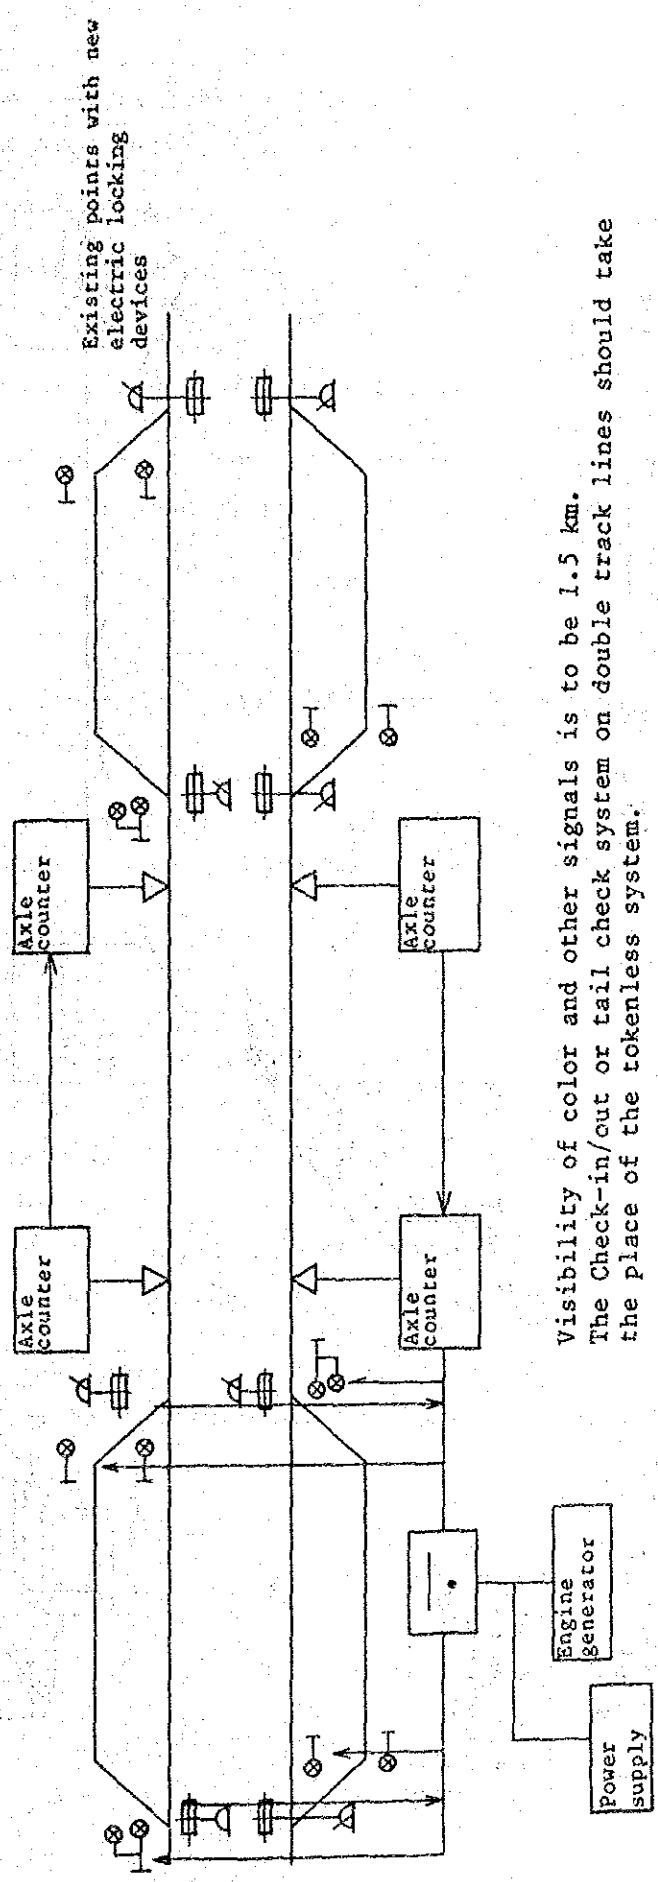 Existing points with new
electric locking
devices
Axle
counter
Axle
counter
Axle
counter
Axle
counter
Engine
generator
Power
supply
Visibility of color and other signals is to be 1.5 km.
The Check-in/out or tail check system on double track lines should take
the place of the tokenless system.